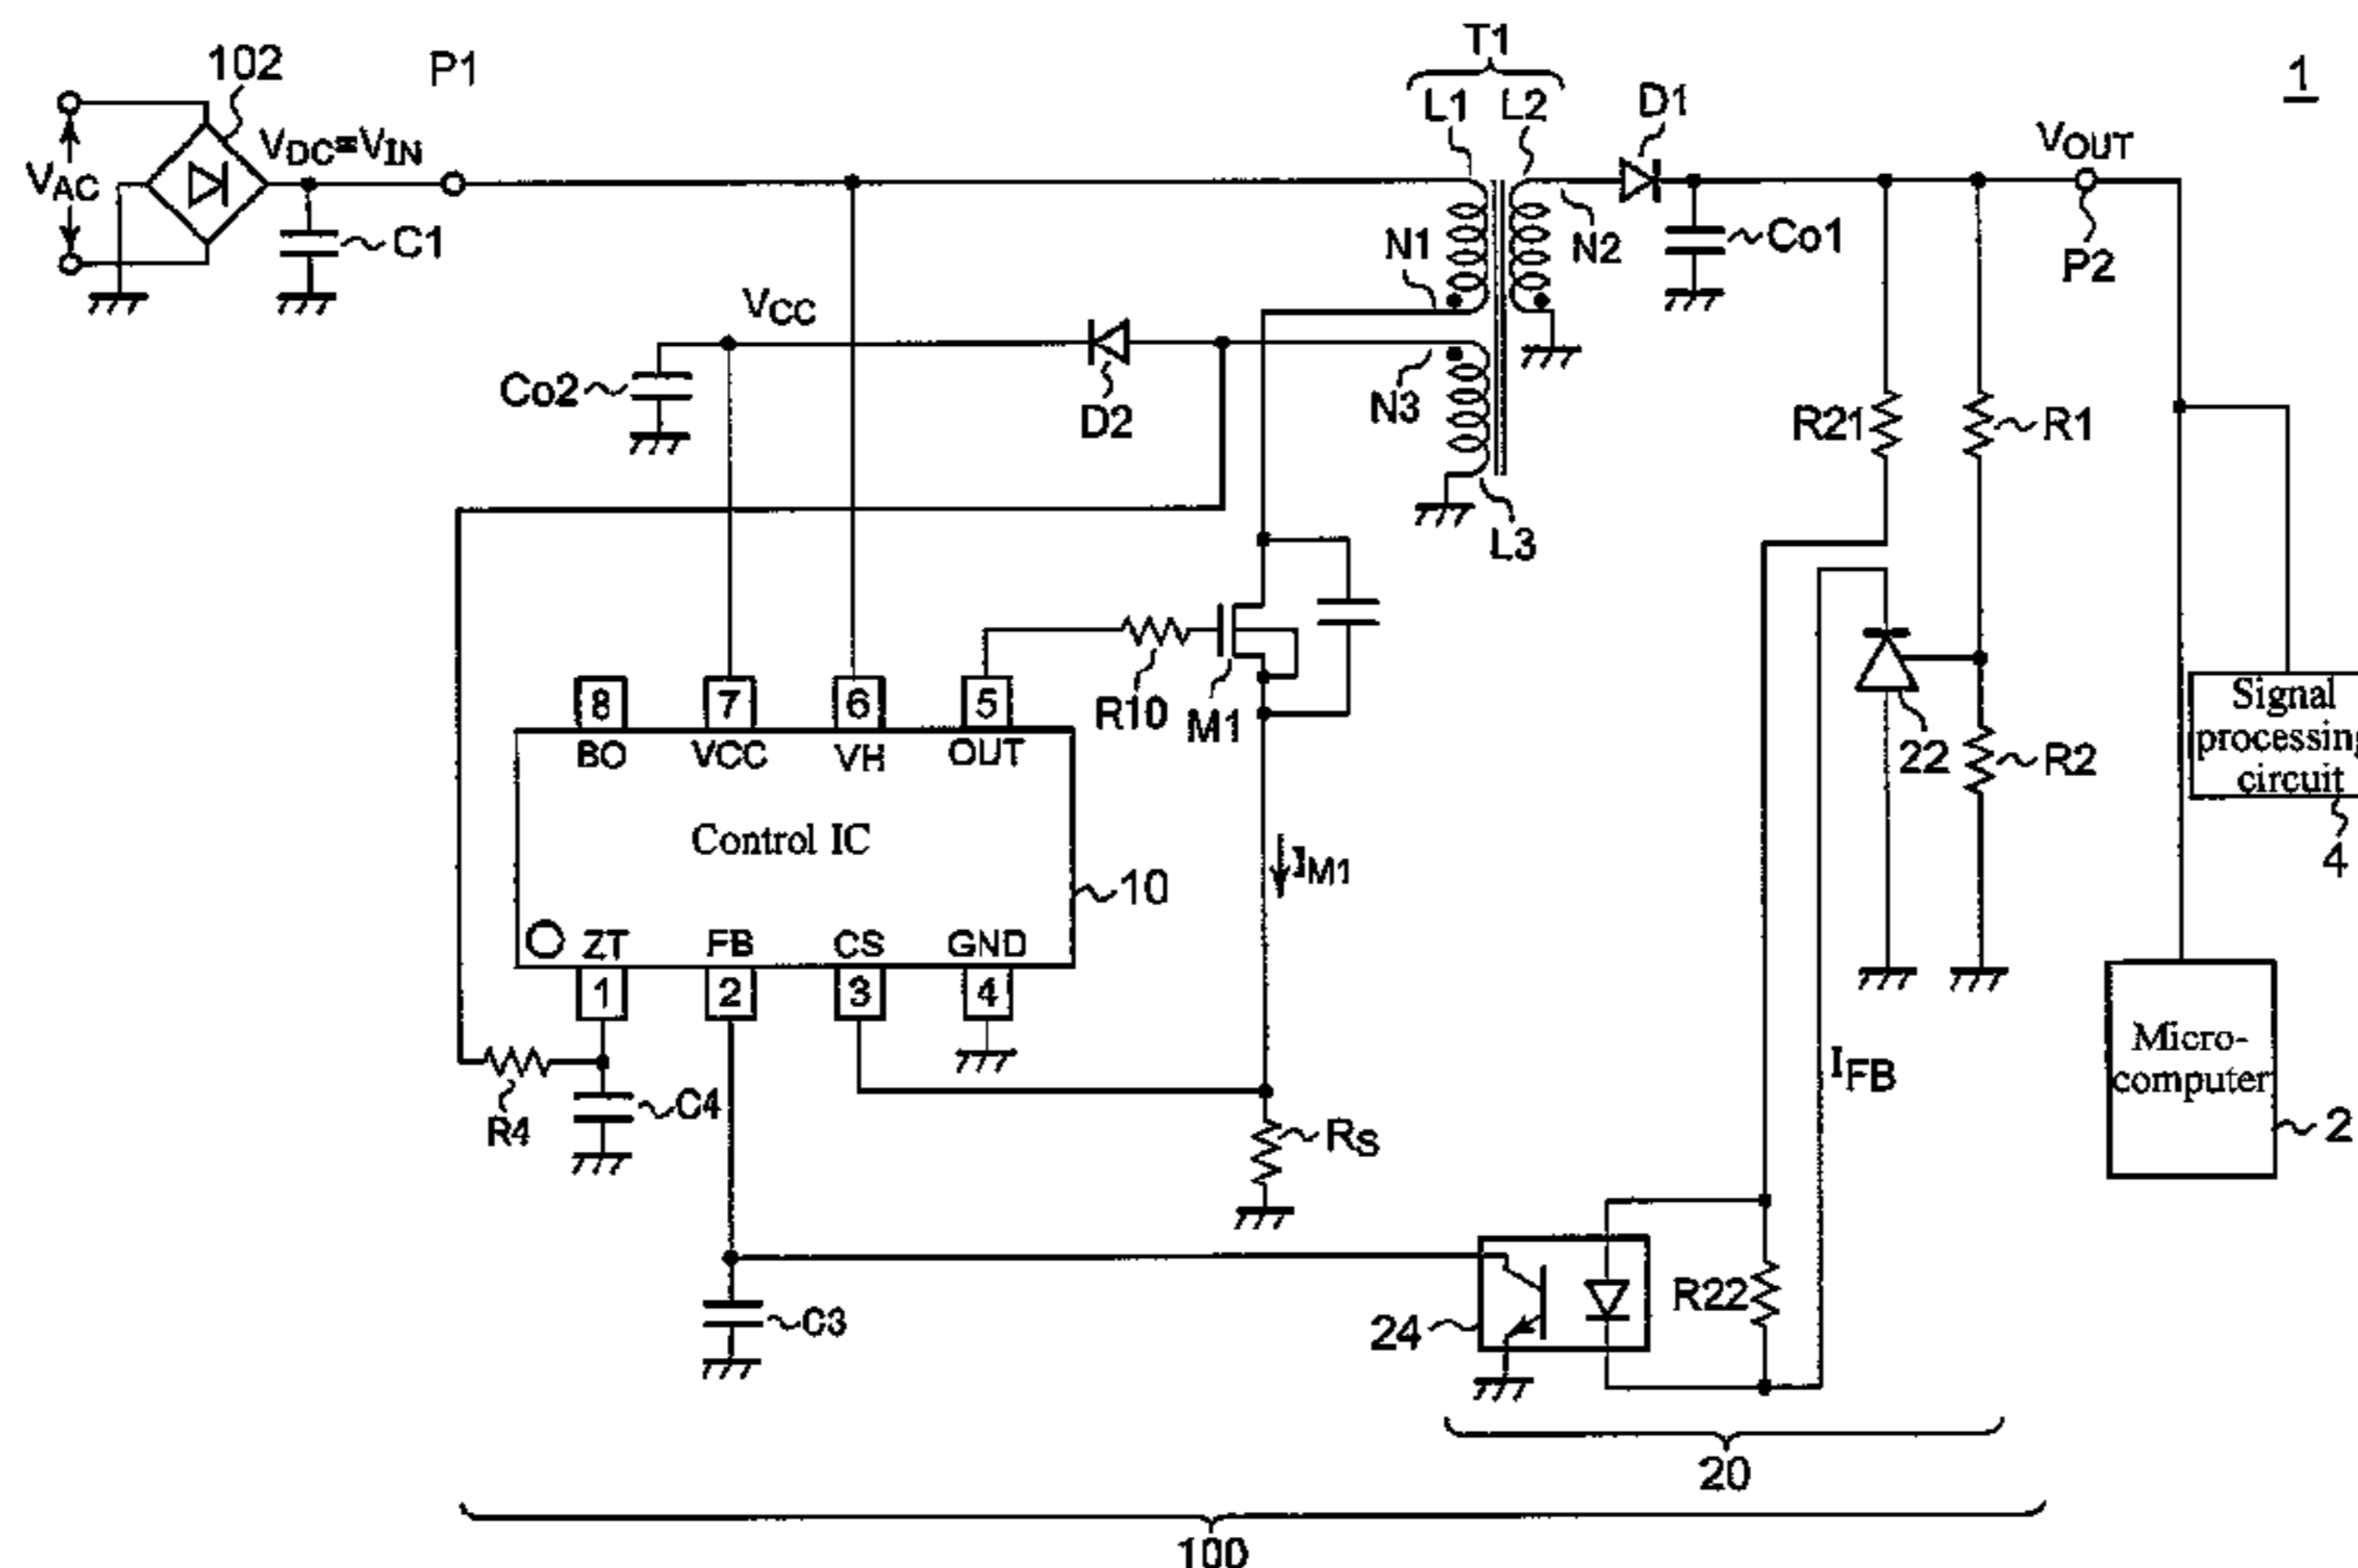 T1
102
P1
1
L1
L2
D1
VDC=VIN
VOUT
VAC
C1
N1
N2
Co1
P2
VCC
Co2
D2
N3
R21
R1
L3
8
7
6
5
R10
M1
22
R2
Signal
processing
circuit
4
BO
VCC
VH
OUT
Control IC
10
IM1
ZT
FB
CS
GND
1
2
3
4
Micro-
computer
2
IFB
R4
C4
RS
24
R22
C3
20
100